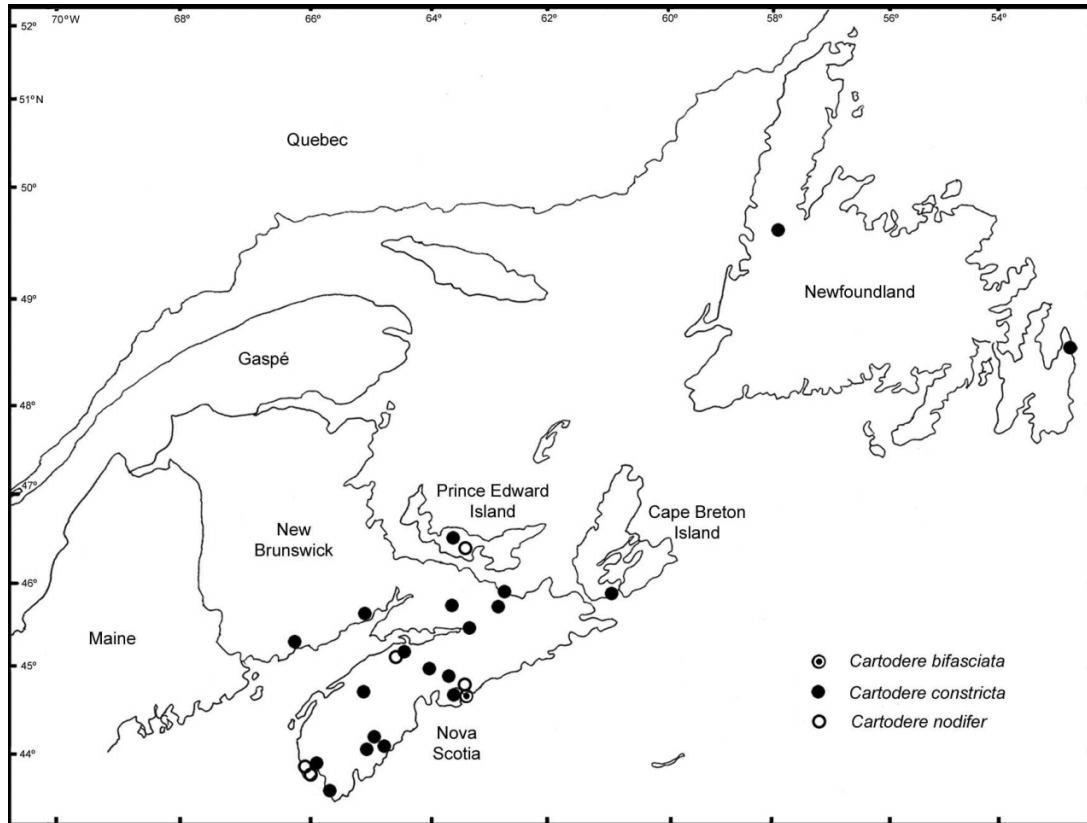 70°W 68° 66° 64° 62° 60° 58° 56° 54°
52°
51°N
Quebec
50°
Newfoundland
49°
Gaspé
48°
47°
Prince Edward
Island
Cape Breton
Island
New
Brunswick
46°
Maine
45°
Cartodere bifasciata
Cartodere constricta
Cartodere nodifer
Nova
Scotia
44°